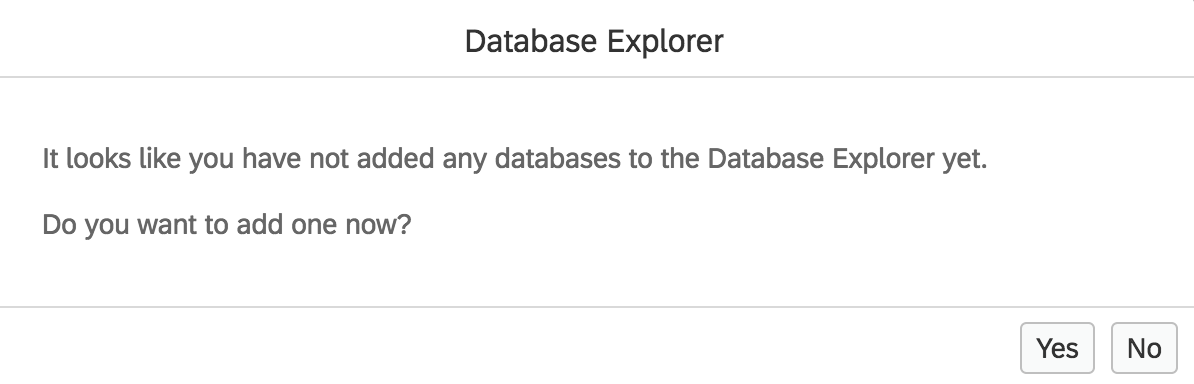 Database Explorer
It looks like you have not added any databases to the Database Explorer yet.
Do you want to add one now?
Yes No